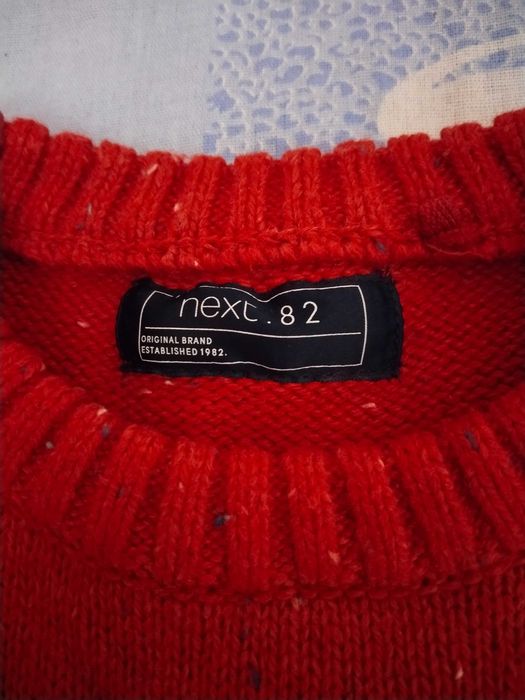 next.82
ORIGINAL BRAND
ESTABLISHED 1982.